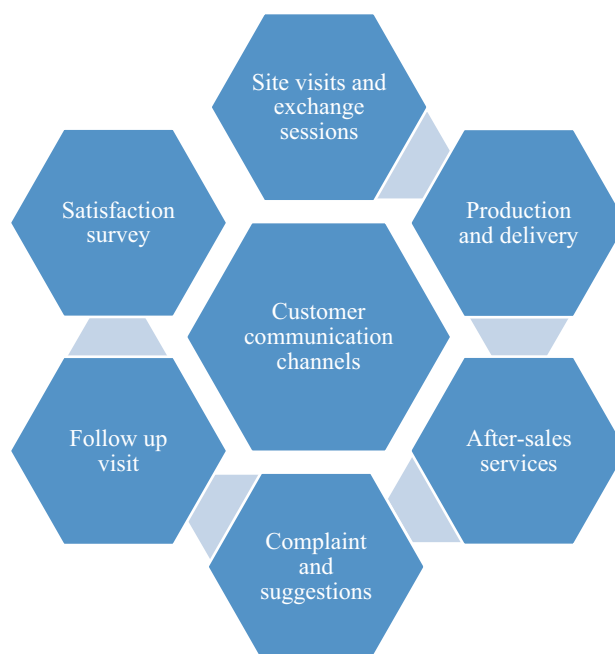 Site visits and
exchange
sessions
Satisfaction
survey
Production
and delivery
Customer
communication
channels
Follow up
visit
After-sales
services
Complaint
and
suggestions